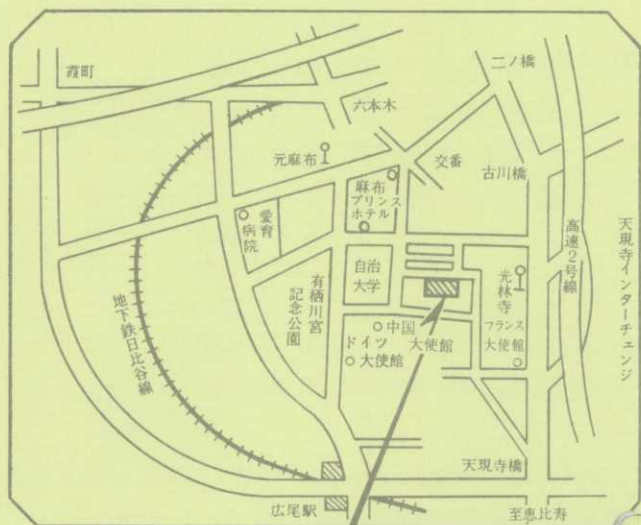 霞町
二ノ橋
六本木
元麻布
交番
古川橋
麻布
プリンス
ホテル
愛育
病院
自治
大学
有栖川宮
記念公園
光林寺
高速2号線
天現寺インターチェンジ
中国
大使館
ドイツ
大使館
フランス
大使館
地下鉄日比谷線
天現寺橋
広尾駅
至恵比寿